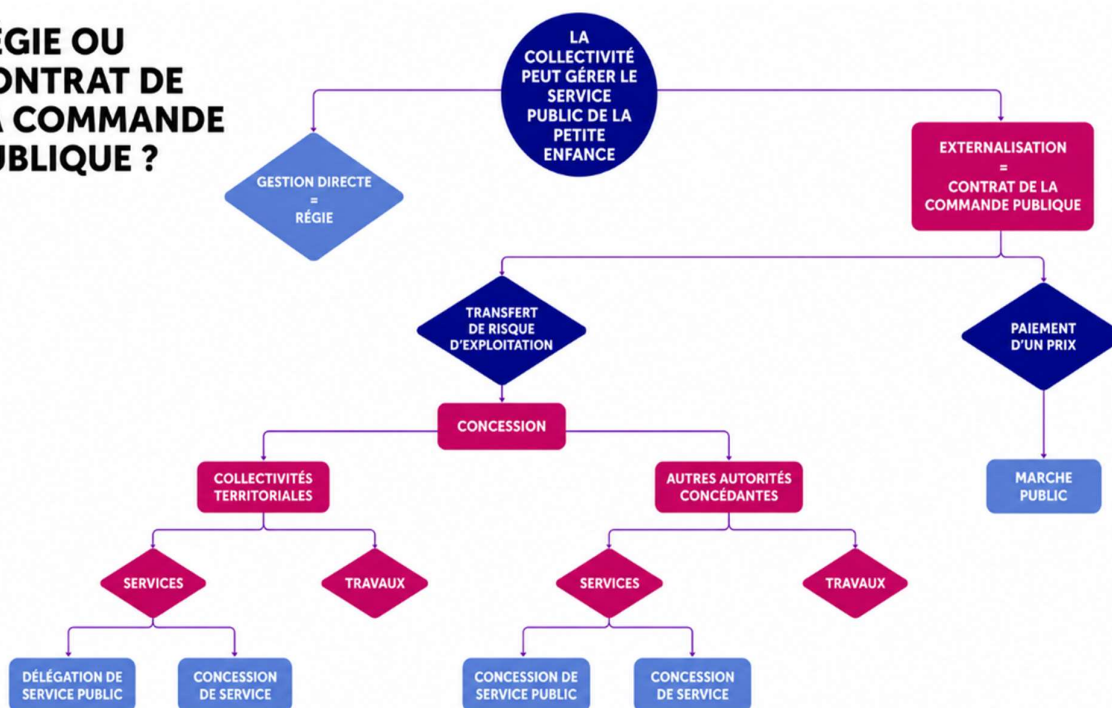 ÉGIE OU
ONTRAT DE
A COMMANDE
UBLIQUE ?
LA
COLLECTIVITÉ
PEUT GÉRER LE
SERVICE
PUBLIC DE LA
PETITE
ENFANCE
GESTION DIRECTE
=
RÉGIE
EXTERNALISATION
=
CONTRAT DE LA
COMMANDE PUBLIQUE
TRANSFERT
DE RISQUE
D'EXPLOITATION
PAIEMENT
D'UN PRIX
CONCESSION
COLLECTIVITÉS
TERRITORIALES
AUTRES AUTORITÉS
CONCÉDANTES
MARCHE
PUBLIC
SERVICES
TRAVAUX
SERVICES
TRAVAUX
DÉLÉGATION DE
SERVICE PUBLIC
CONCESSION
DE SERVICE
CONCESSION DE
SERVICE PUBLIC
CONCESSION
DE SERVICE